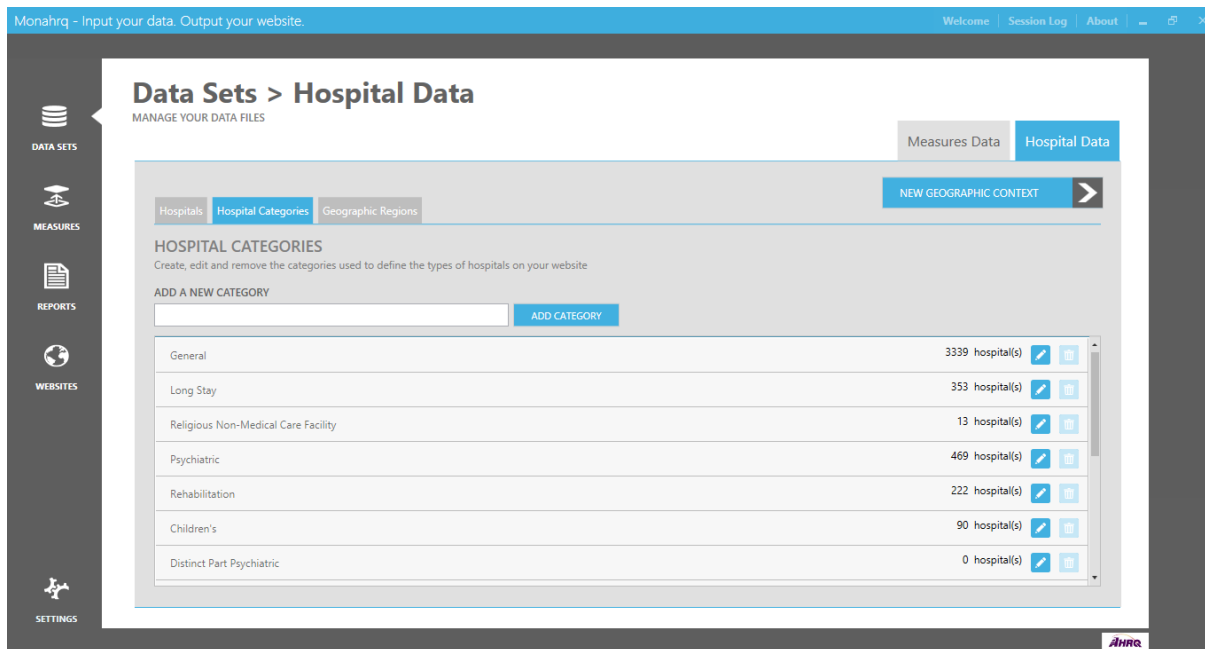 Monahrq - Input your data. Output your website.
Welcome | Session Log | About
Data Sets > Hospital Data
MANAGE YOUR DATA FILES
DATA SETS
MEASURES
REPORTS
WEBSITES
SETTINGS
Measures Data
Hospital Data
NEW GEOGRAPHIC CONTEXT
Hospitals
Hospital Categories
Geographic Regions
HOSPITAL CATEGORIES
Create, edit and remove the categories used to define the types of hospitals on your website
ADD A NEW CATEGORY
ADD CATEGORY
General 3339 hospital(s)
Long Stay 353 hospital(s)
Religious Non-Medical Care Facility 13 hospital(s)
Psychiatric 469 hospital(s)
Rehabilitation 222 hospital(s)
Children's 90 hospital(s)
Distinct Part Psychiatric 0 hospital(s)
AHRQ